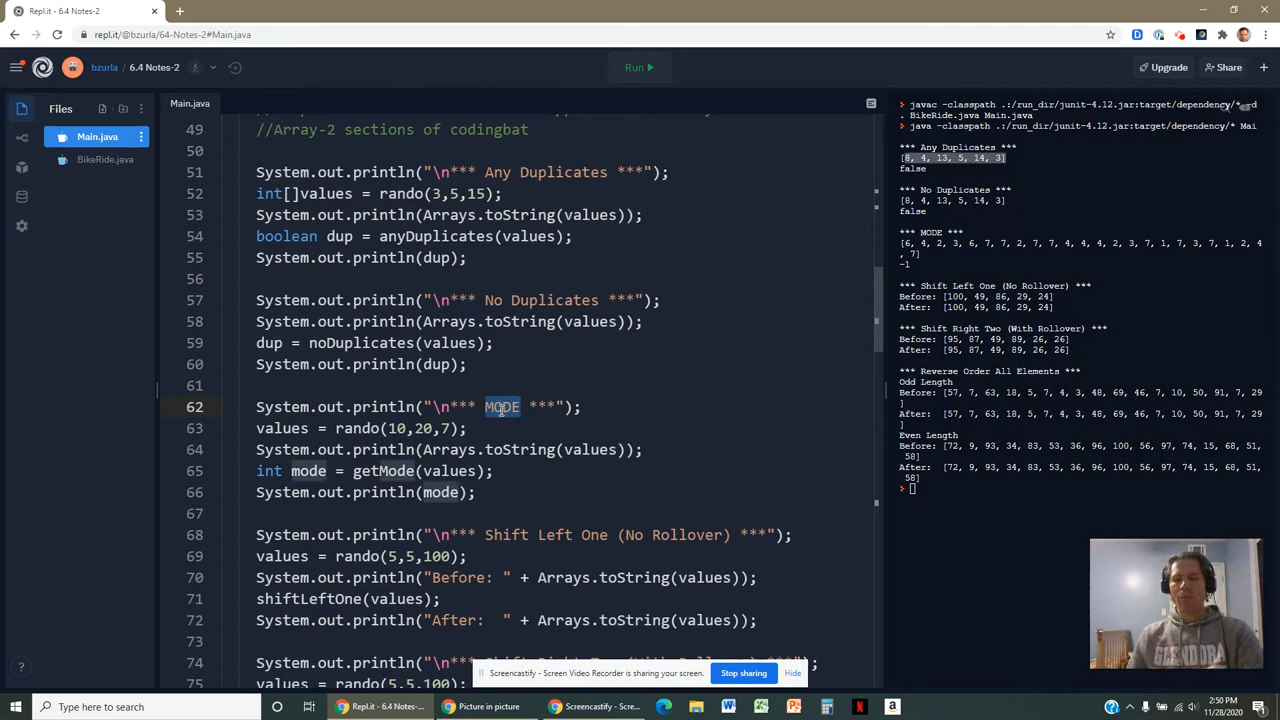 Repl.it - 6.4 Notes-2
repl.it/@bzurla/64-Notes-2#Main.java
bzurla / 6.4 Notes-2
Run
Upgrade
Share
Files
Main.java
BikeRide.java
Main.java
49 //Array-2 sections of codingbat
50
51 System.out.println("\n*** Any Duplicates ***");
52 int[]values = rando(3,5,15);
53 System.out.println(Arrays.toString(values));
54 boolean dup = anyDuplicates(values);
55 System.out.println(dup);
56
57 System.out.println("\n*** No Duplicates ***");
58 System.out.println(Arrays.toString(values));
59 dup = noDuplicates(values);
60 System.out.println(dup);
61
62 System.out.println("\n*** MODE ***");
63 values = rando(10,20,7);
64 System.out.println(Arrays.toString(values));
65 int mode = getMode(values);
66 System.out.println(mode);
67
68 System.out.println("\n*** Shift Left One (No Rollover) ***");
69 values = rando(5,5,100);
70 System.out.println("Before: " + Arrays.toString(values));
71 shiftLeftOne(values);
72 System.out.println("After:  " + Arrays.toString(values));
73
74
75 values = rando(5,5,100)
javac -classpath .:/run_dir/junit-4.12.jar:target/dependency/*
. BikeRide.java Main.java
java -classpath .:/run_dir/junit-4.12.jar:target/dependency/* Mai
*** Any Duplicates ***
[8, 4, 13, 5, 14, 3]
false
*** No Duplicates ***
[8, 4, 13, 5, 14, 3]
false
*** MODE ***
[6, 4, 2, 3, 6, 7, 7, 2, 7, 7, 4, 4, 4, 2, 3, 7, 1, 7, 3, 7, 1, 2, 4
, 7]
-1
*** Shift Left One (No Rollover) ***
Before: [100, 49, 86, 29, 24]
After:  [100, 49, 86, 29, 24]
*** Shift Right Two (With Rollover) ***
Before: [95, 87, 49, 89, 26, 26]
After:  [95, 87, 49, 89, 26, 26]
*** Reverse Order All Elements ***
Odd Length
Before: [57, 7, 63, 18, 5, 7, 4, 3, 48, 69, 46, 7, 10, 50, 91, 7, 29
]
After:  [57, 7, 63, 18, 5, 7, 4, 3, 48, 69, 46, 7, 10, 50, 91, 7, 29
]
Even Length
Before: [72, 9, 93, 34, 83, 53, 36, 96, 100, 56, 97, 74, 15, 68, 51,
58]
After:  [72, 9, 93, 34, 83, 53, 36, 96, 100, 56, 97, 74, 15, 68, 51,
58]
GLENDORA
Screencastify - Screen Video Recorder is sharing your screen.
Stop sharing
Hide
Type here to search
Repl.it - 6.4 Notes-...
Picture in picture
Screencastify - Scre...
2:50 PM
11/28/2020